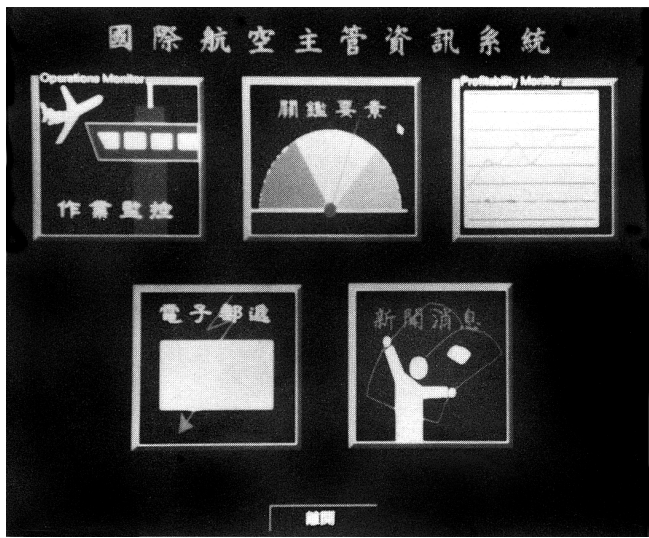 國際航空主管資訊系統
Operations Monitor
作業監控
關鑑要素
Profitability Monitor
電子郵遞
新聞消息
離開